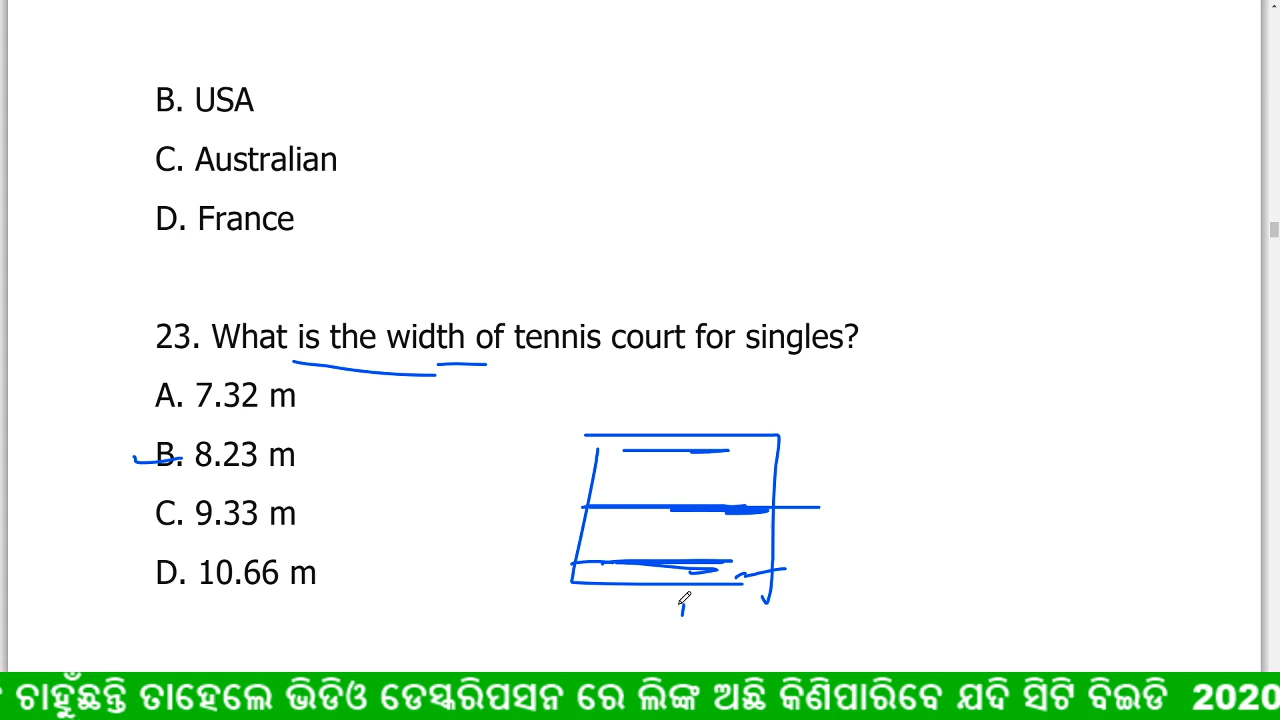 B. USA
C. Australian
D. France
23. What is the width of tennis court for singles?
A. 7.32 m
B. 8.23 m
C. 9.33 m
D. 10.66 m
ଚାହୁଁଛନ୍ତି ତାହେଲେ ଭିଡିଓ ଡେସ୍କରିପସନ ରେ ଲିଙ୍କ ଅଛି କିଣିପାରିବେ ଯଦି ସିଟି ବିଇଡି 2020